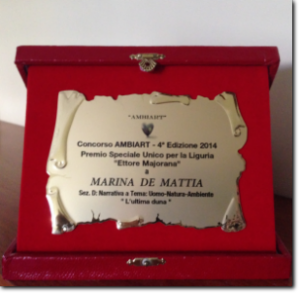 "AMBIART"
Concorso AMBIART - 4ª Edizione 2014
Premio Speciale Unico per la Liguria
"Ettore Majorana"
a
MARINA DE MATTIA
Sez. D: Narrativa a Tema: Uomo-Natura-Ambiente
" L'ultima duna "